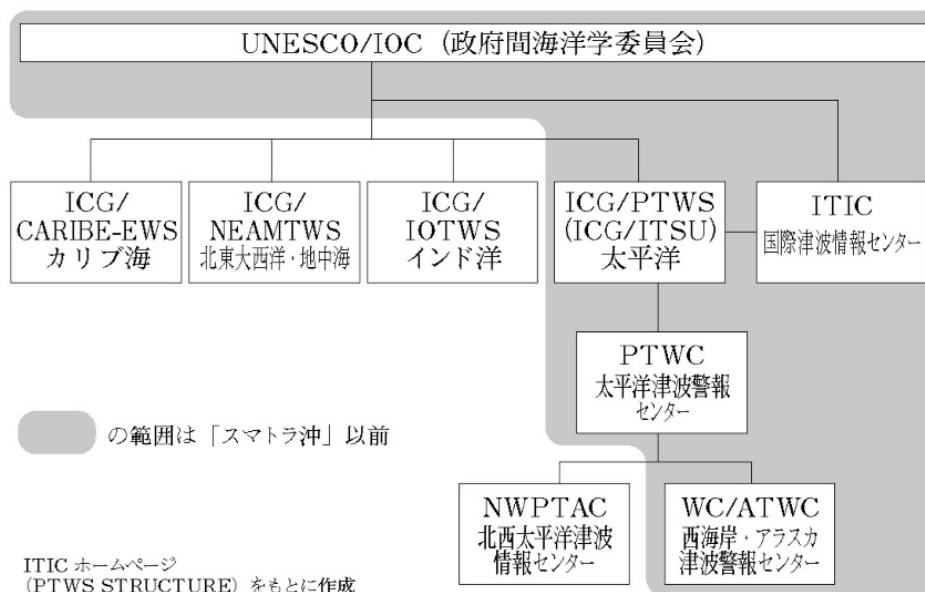 UNESCO/IOC（政府間海洋学委員会）
ICG/
CARIBE-EWS
カリブ海
ICG/
NEAMTWS
北東大西洋・地中海
ICG/
IOTWS
インド洋
ICG/PTWS
(ICG/ITSU)
太平洋
ITIC
国際津波情報センター
PTWC
太平洋津波警報
センター
の範囲は「スマトラ沖」以前
NWPTAC
北西太平洋津波
情報センター
WC/ATWC
西海岸・アラスカ
津波警報センター
ITIC ホームページ
(PTWS STRUCTURE) をもとに作成